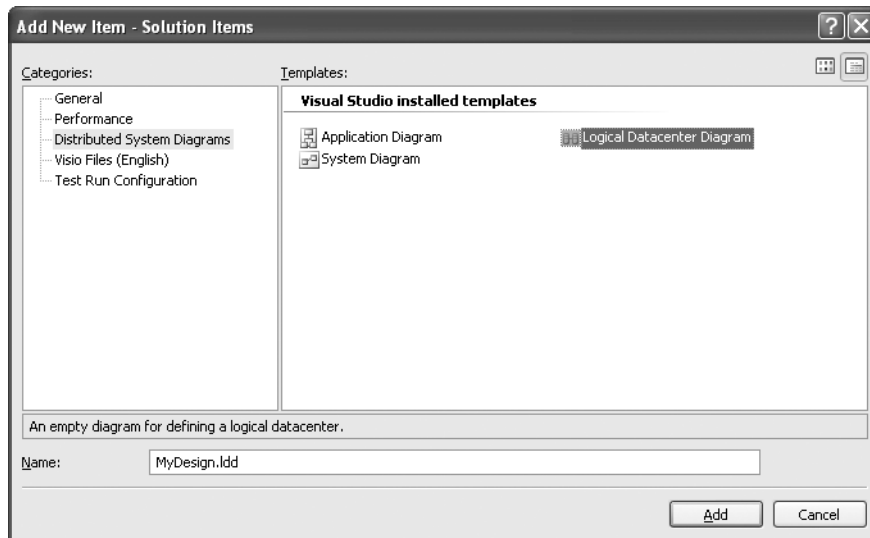 Add New Item - Solution Items
Categories:
Templates:
General
Performance
Distributed System Diagrams
Visio Files (English)
Test Run Configuration
Visual Studio installed templates
Application Diagram
Logical Datacenter Diagram
System Diagram
An empty diagram for defining a logical datacenter.
Name:
MyDesign.ldd
Add
Cancel